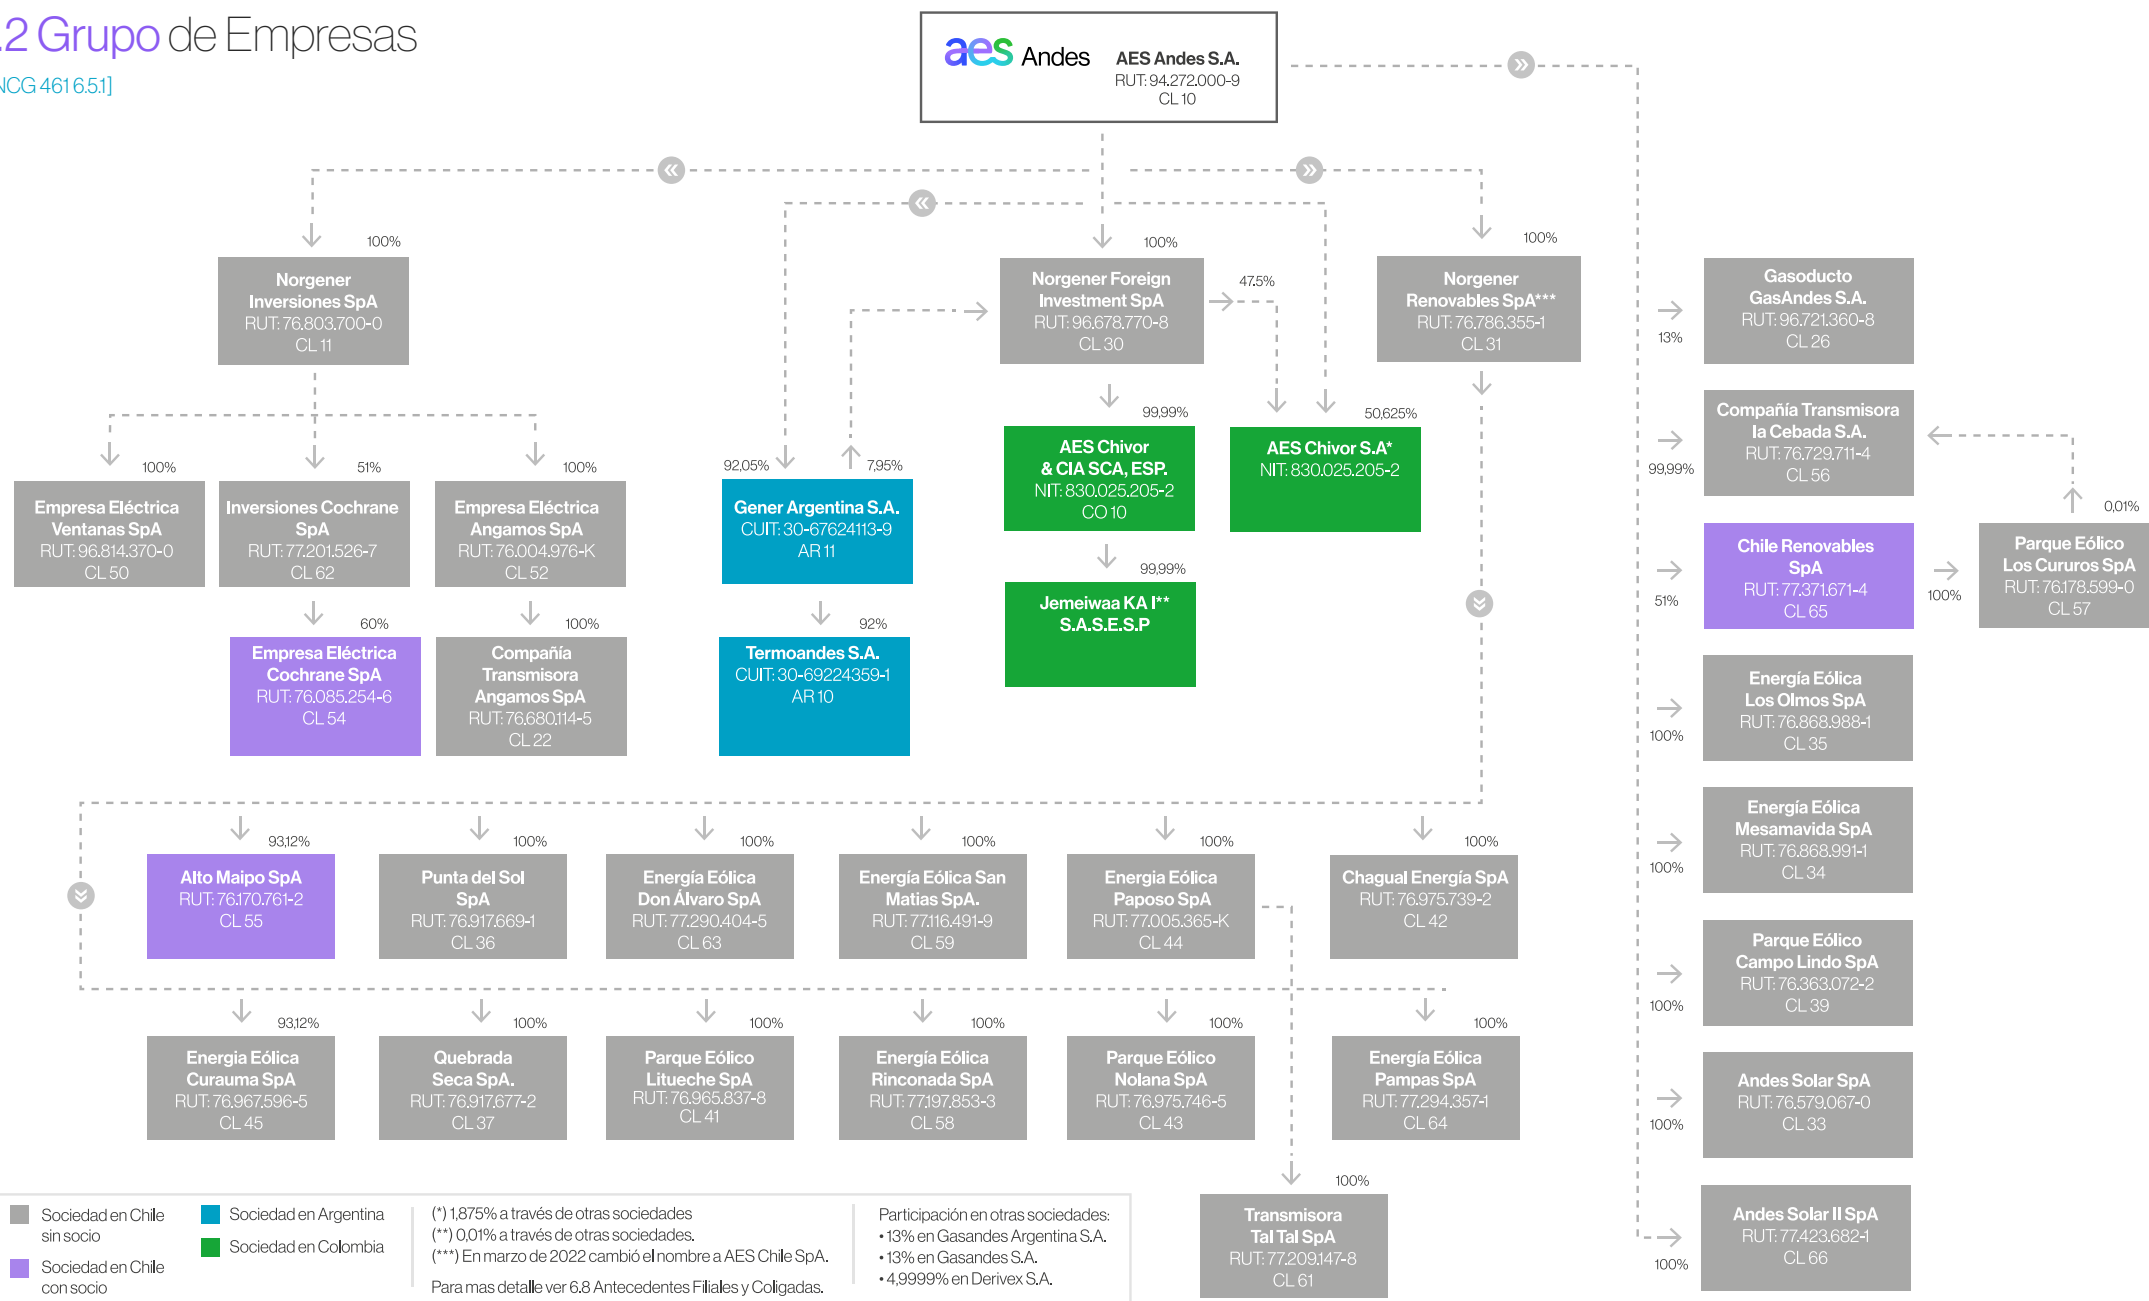 .2 Grupo de Empresas
NCG 461 6.5.1]
aes Andes
AES Andes S.A.
RUT: 94.272.000-9
CL 10
100%
Norgener
Inversiones SpA
RUT: 76.803.700-0
CL 11
100%
Norgener Foreign
Investment SpA
RUT: 96.678.770-8
CL 30
47.5%
100%
Norgener
Renovables SpA***
RUT: 76.786.355-1
CL 31
13%
Gasoducto
GasAndes S.A.
RUT: 96.721.360-8
CL 26
99,99%
Compañía Transmisora
la Cebada S.A.
RUT: 76.729.711-4
CL 56
100%
Empresa Eléctrica
Ventanas SpA
RUT: 96.814.370-0
CL 50
51%
Inversiones Cochrane
SpA
RUT: 77.201.526-7
CL 62
100%
Empresa Eléctrica
Angamos SpA
RUT: 76.004.976-K
CL 52
92,05%
7,95%
Gener Argentina S.A.
CUIT: 30-67624113-9
AR 11
99,99%
AES Chivor
& CIA SCA, ESP.
NIT: 830.025.205-2
CO 10
50,625%
AES Chivor S.A*
NIT: 830.025.205-2
51%
Chile Renovables
SpA
RUT: 77.371.671-4
CL 65
100%
0,01%
Parque Eólico
Los Cururos SpA
RUT: 76.178.599-0
CL 57
60%
Empresa Eléctrica
Cochrane SpA
RUT: 76.085.254-6
CL 54
100%
Compañía
Transmisora
Angamos SpA
RUT: 76.680.114-5
CL 22
92%
Termoandes S.A.
CUIT: 30-69224359-1
AR 10
99,99%
Jemeiwaa KA I**
S.A.S.E.S.P
100%
Energía Eólica
Los Olmos SpA
RUT: 76.868.988-1
CL 35
100%
Energía Eólica
Mesamavida SpA
RUT: 76.868.991-1
CL 34
93,12%
Alto Maipo SpA
RUT: 76.170.761-2
CL 55
100%
Punta del Sol
SpA
RUT: 76.917.669-1
CL 36
100%
Energía Eólica
Don Álvaro SpA
RUT: 77.290.404-5
CL 63
100%
Energía Eólica San
Matias SpA.
RUT: 77.116.491-9
CL 59
100%
Energia Eólica
Paposo SpA
RUT: 77.005.365-K
CL 44
100%
Chagual Energía SpA
RUT: 76.975.739-2
CL 42
100%
Parque Eólico
Campo Lindo SpA
RUT: 76.363.072-2
CL 39
93,12%
Energia Eólica
Curauma SpA
RUT: 76.967.596-5
CL 45
100%
Quebrada
Seca SpA.
RUT: 76.917.677-2
CL 37
100%
Parque Eólico
Litueche SpA
RUT: 76.965.837-8
CL 41
100%
Energía Eólica
Rinconada SpA
RUT: 77.197.853-3
CL 58
100%
Parque Eólico
Nolana SpA
RUT: 76.975.746-5
CL 43
100%
Energía Eólica
Pampas SpA
RUT: 77.294.357-1
CL 64
100%
Andes Solar SpA
RUT: 76.579.067-0
CL 33
100%
Transmisora
Tal Tal SpA
RUT: 77.209.147-8
CL 61
100%
Andes Solar II SpA
RUT: 77.423.682-1
CL 66
Sociedad en Chile
sin socio
Sociedad en Chile
con socio
Sociedad en Argentina
Sociedad en Colombia
(*) 1,875% a través de otras sociedades
(**) 0,01% a través de otras sociedades.
(***) En marzo de 2022 cambió el nombre a AES Chile SpA.
Para mas detalle ver 6.8 Antecedentes Filiales y Coligadas.
Participación en otras sociedades:
• 13% en Gasandes Argentina S.A.
• 13% en Gasandes S.A.
• 4,9999% en Derivex S.A.